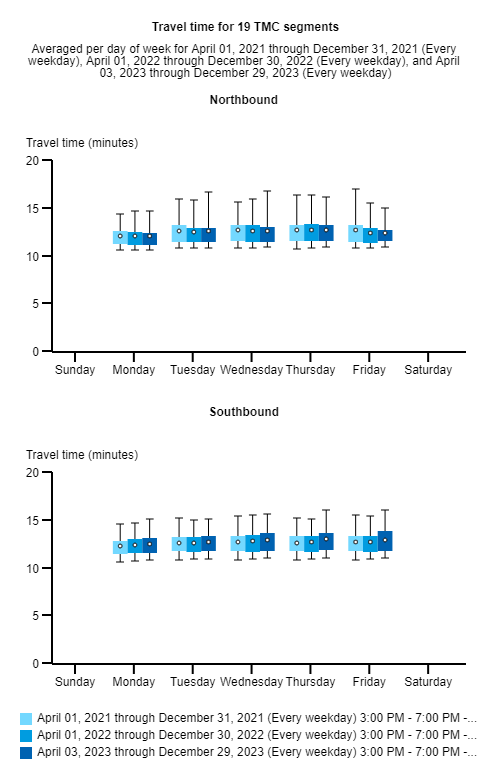 Travel time for 19 TMC segments
Averaged per day of week for April 01, 2021 through December 31, 2021 (Every
weekday), April 01, 2022 through December 30, 2022 (Every weekday), and April
03, 2023 through December 29, 2023 (Every weekday)
Northbound
Travel time (minutes)
20
15
10
5
0
Sunday Monday Tuesday Wednesday Thursday Friday Saturday
Southbound
Travel time (minutes)
20
15
10
5
0
Sunday Monday Tuesday Wednesday Thursday Friday Saturday
April 01, 2021 through December 31, 2021 (Every weekday) 3:00 PM - 7:00 PM -...
April 01, 2022 through December 30, 2022 (Every weekday) 3:00 PM - 7:00 PM -...
April 03, 2023 through December 29, 2023 (Every weekday) 3:00 PM - 7:00 PM -...